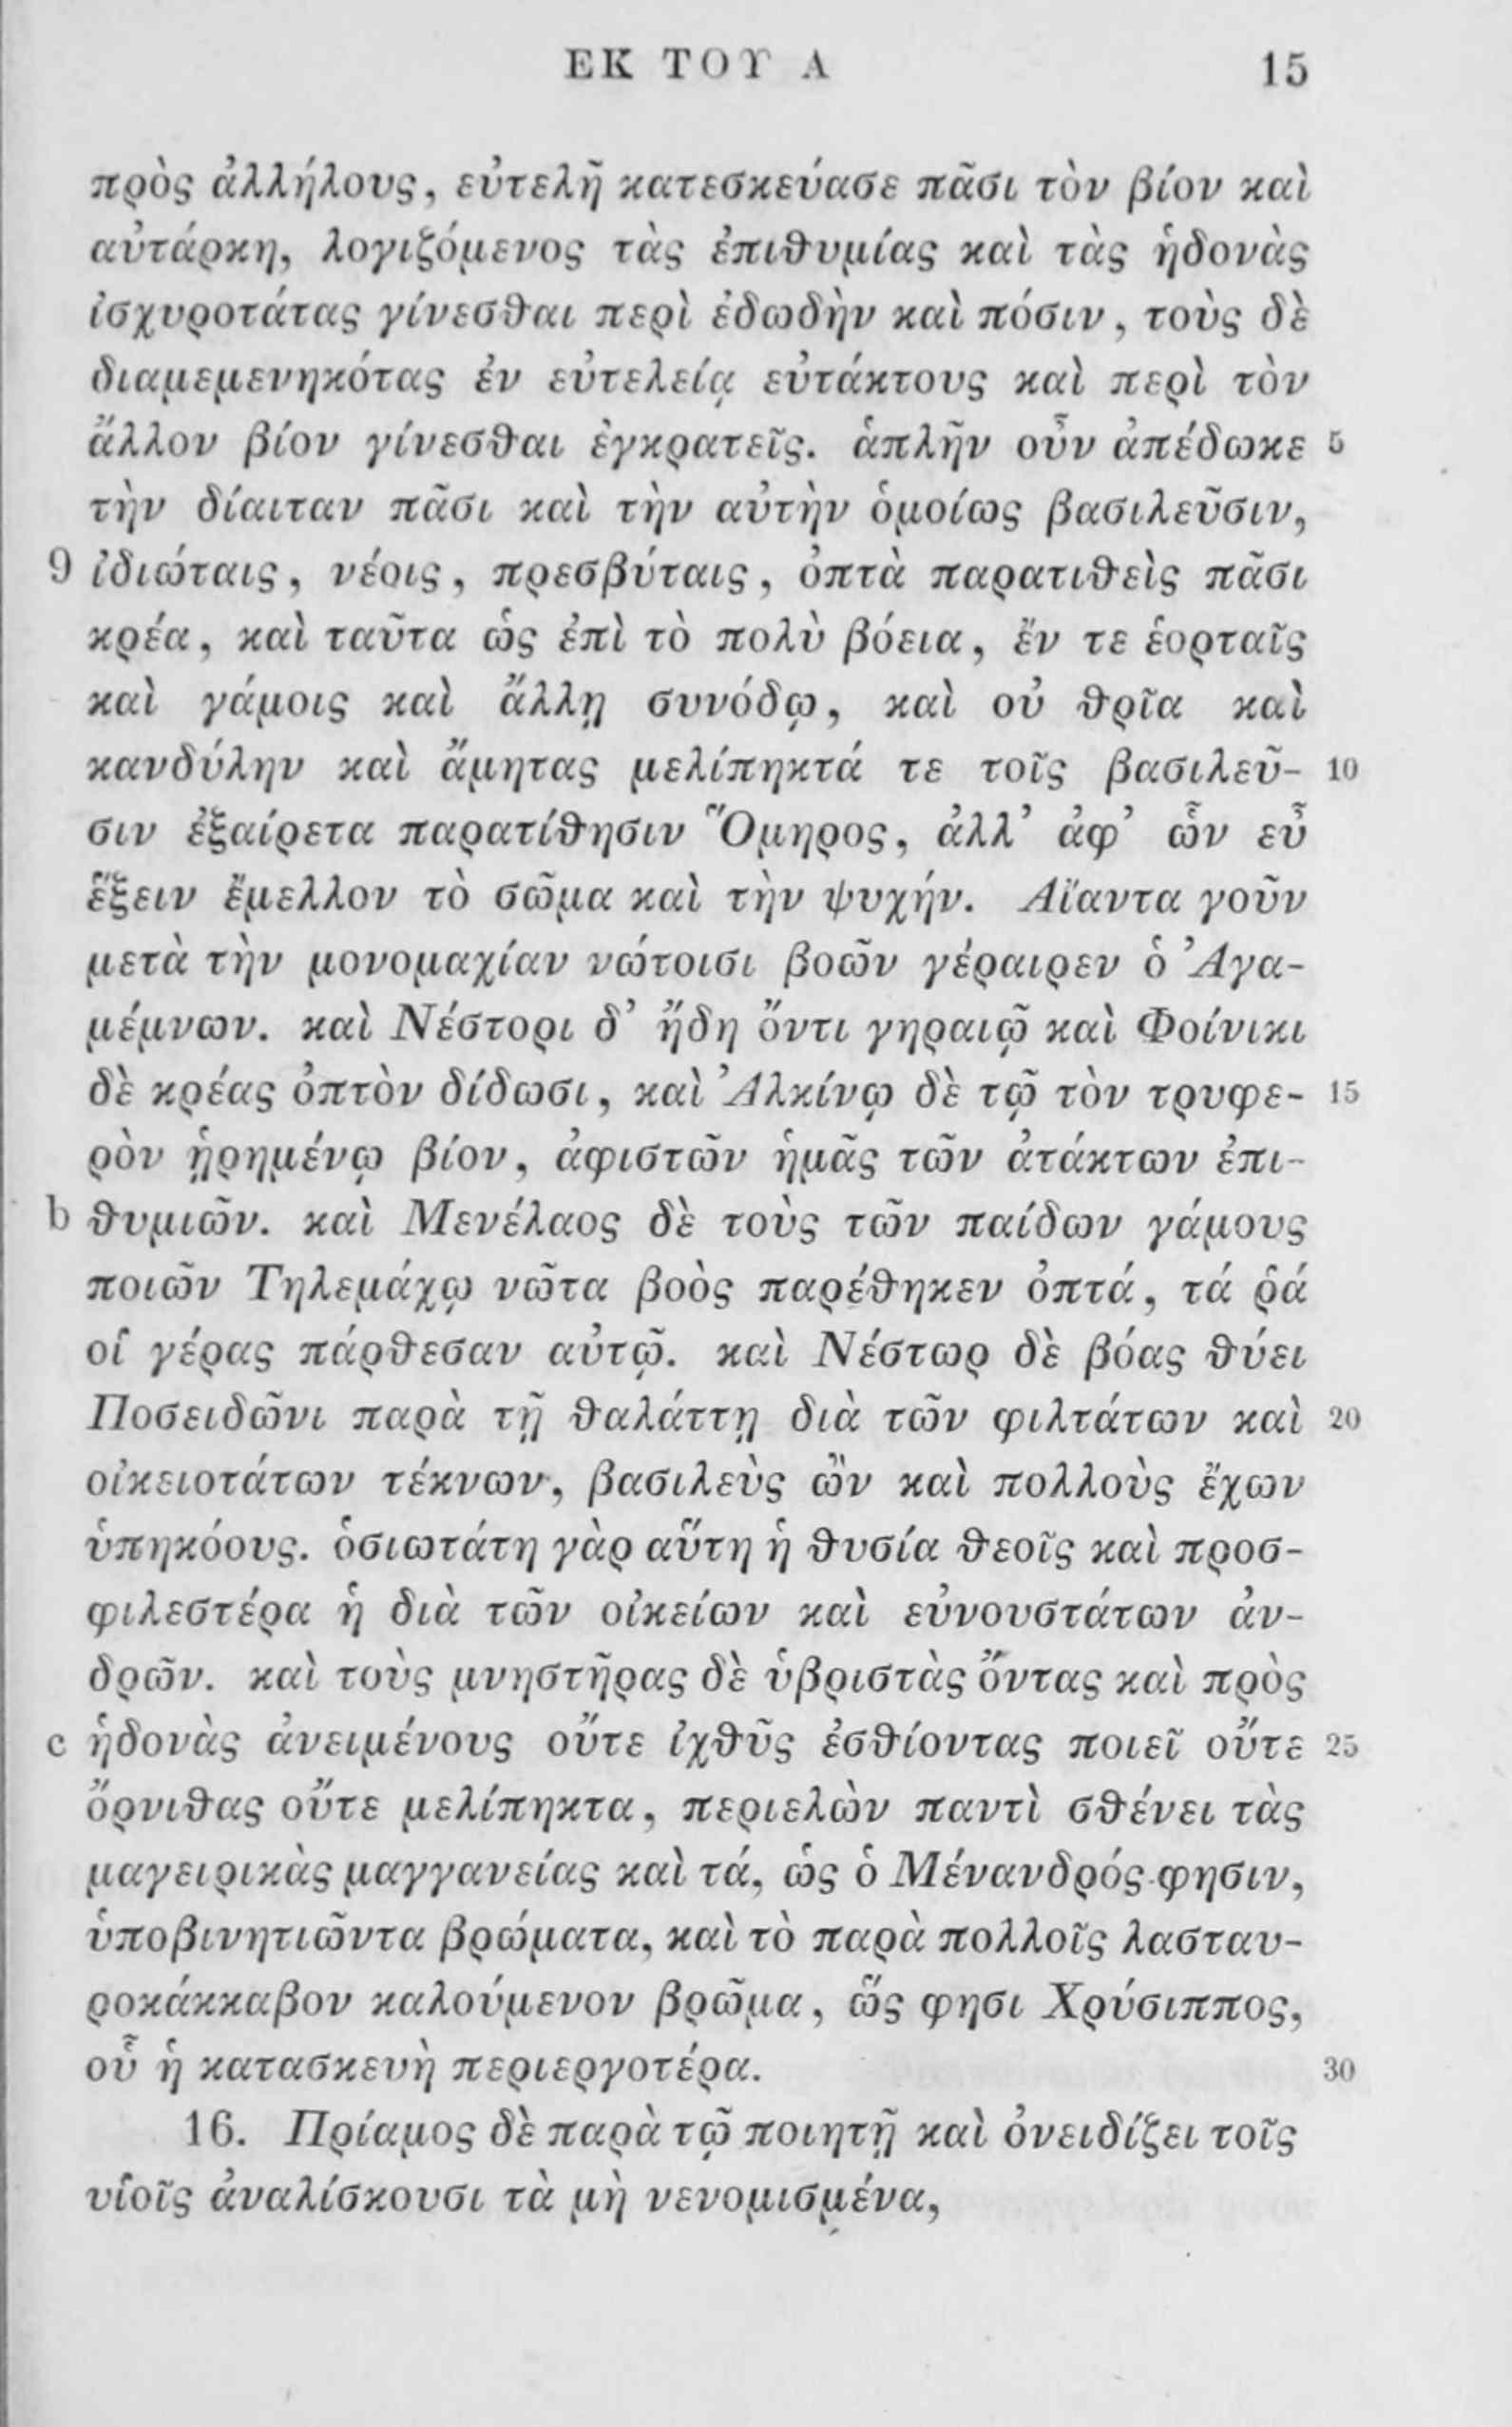 ΕΚ ΤΟΥ Α 15
πρὸς ἀλλήλους, εὐτελῆ κατεσκεύασε πᾶσι τὸν βίον καὶ
αὐτάρκη, λογιζόμενος τὰς ἐπιθυμίας καὶ τὰς ἡδονὰς
ἰσχυροτάτας γίνεσθαι περὶ ἐδωδὴν καὶ πόσιν, τοὺς δὲ
διαμεμενηκότας ἐν εὐτελείᾳ εὐτάκτους καὶ περὶ τὸν
ἄλλον βίον γίνεσθαι ἐγκρατεῖς. ἁπλῆν οὖν ἀπέδωκε 5
τὴν δίαιταν πᾶσι καὶ τὴν αὐτὴν ὁμοίως βασιλεῦσιν,
9 ἰδιώταις, νέοις, πρεσβύταις, ὀπτὰ παρατιθεὶς πᾶσι
κρέα, καὶ ταῦτα ὡς ἐπὶ τὸ πολὺ βόεια, ἔν τε ἑορταῖς
καὶ γάμοις καὶ ἄλλῃ συνόδῳ, καὶ οὐ θρῖα καὶ
κανδύλην καὶ ἄμητας μελίπηκτά τε τοῖς βασιλεῦ- 10
σιν ἐξαίρετα παρατίθησιν Ὅμηρος, ἀλλ’ ἀφ’ ὧν εὖ
ἕξειν ἔμελλον τὸ σῶμα καὶ τὴν ψυχήν. Αἴαντα γοῦν
μετὰ τὴν μονομαχίαν νώτοισι βοῶν γέραιρεν ὁ Ἀγα-
μέμνων. καὶ Νέστορι δ’ ἤδη ὄντι γηραιῷ καὶ Φοίνικι
δὲ κρέας ὀπτὸν δίδωσι, καὶ Ἀλκίνῳ δὲ τῷ τὸν τρυφε- 15
ρὸν ᾑρημένῳ βίον, ἀφιστῶν ἡμᾶς τῶν ἀτάκτων ἐπι-
b θυμιῶν. καὶ Μενέλαος δὲ τοὺς τῶν παίδων γάμους
ποιῶν Τηλεμάχῳ νῶτα βοὸς παρέθηκεν ὀπτά, τά ῥά
οἱ γέρας πάρθεσαν αὐτῷ. καὶ Νέστωρ δὲ βόας θύει
Ποσειδῶνι παρὰ τῇ θαλάττῃ διὰ τῶν φιλτάτων καὶ 20
οἰκειοτάτων τέκνων, βασιλεὺς ὢν καὶ πολλοὺς ἔχων
ὑπηκόους. ὁσιωτάτη γὰρ αὕτη ἡ θυσία θεοῖς καὶ προσ-
φιλεστέρα ἡ διὰ τῶν οἰκείων καὶ εὐνουστάτων ἀν-
δρῶν. καὶ τοὺς μνηστῆρας δὲ ὑβριστὰς ὄντας καὶ πρὸς
c ἡδονὰς ἀνειμένους οὔτε ἰχθῦς ἐσθίοντας ποιεῖ οὔτε 25
ὄρνιθας οὔτε μελίπηκτα, περιελὼν παντὶ σθένει τὰς
μαγειρικὰς μαγγανείας καὶ τά, ὡς ὁ Μένανδρός φησιν,
ὑποβινητιῶντα βρώματα, καὶ τὸ παρὰ πολλοῖς λασταυ-
ροκάκκαβον καλούμενον βρῶμα, ὥς φησι Χρύσιππος,
οὗ ἡ κατασκευὴ περιεργοτέρα. 30
16. Πρίαμος δὲ παρὰ τῷ ποιητῇ καὶ ὀνειδίζει τοῖς
υἱοῖς ἀναλίσκουσι τὰ μὴ νενομισμένα,